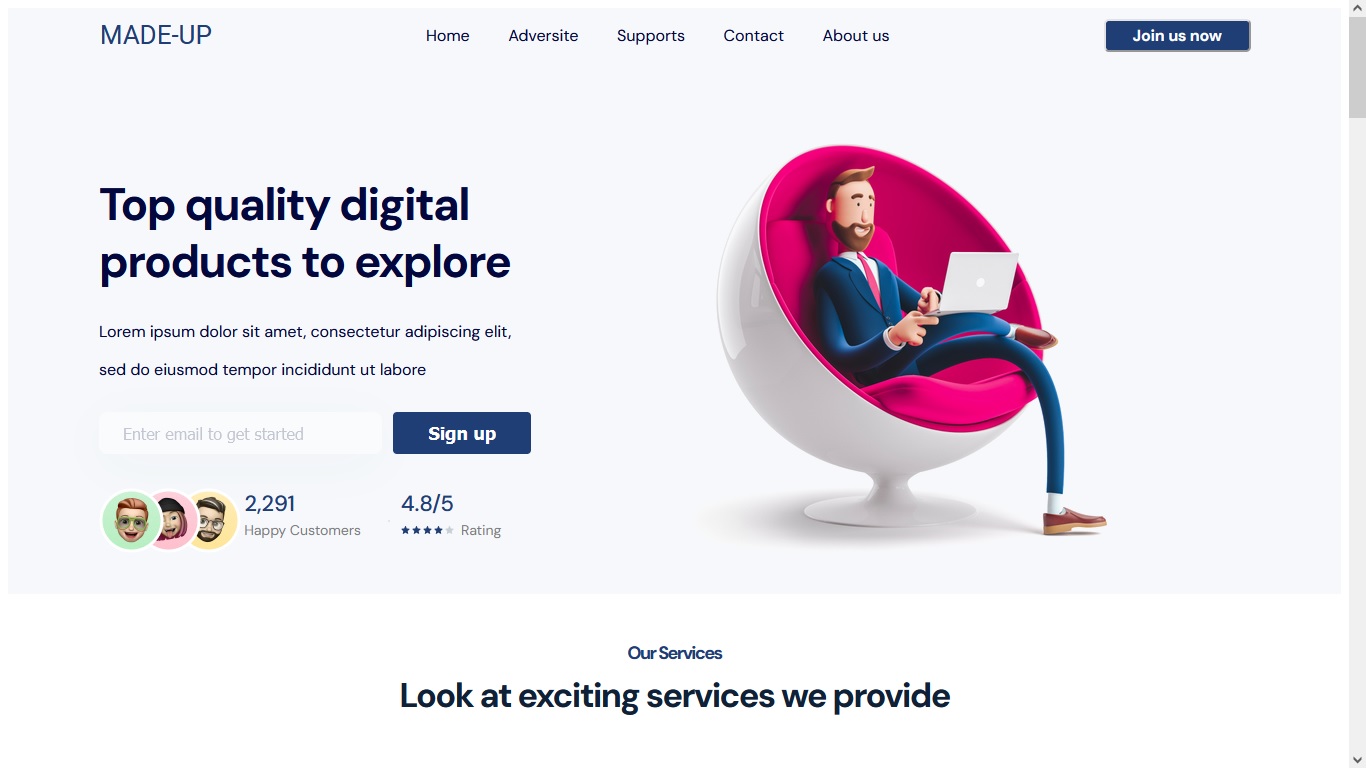 MADE-UP
Home
Adversite
Supports
Contact
About us
Join us now
Top quality digital
products to explore
Lorem ipsum dolor sit amet, consectetur adipiscing elit,
sed do eiusmod tempor incididunt ut labore
Enter email to get started
Sign up
2,291
Happy Customers
4.8/5
Rating
Our Services
Look at exciting services we provide